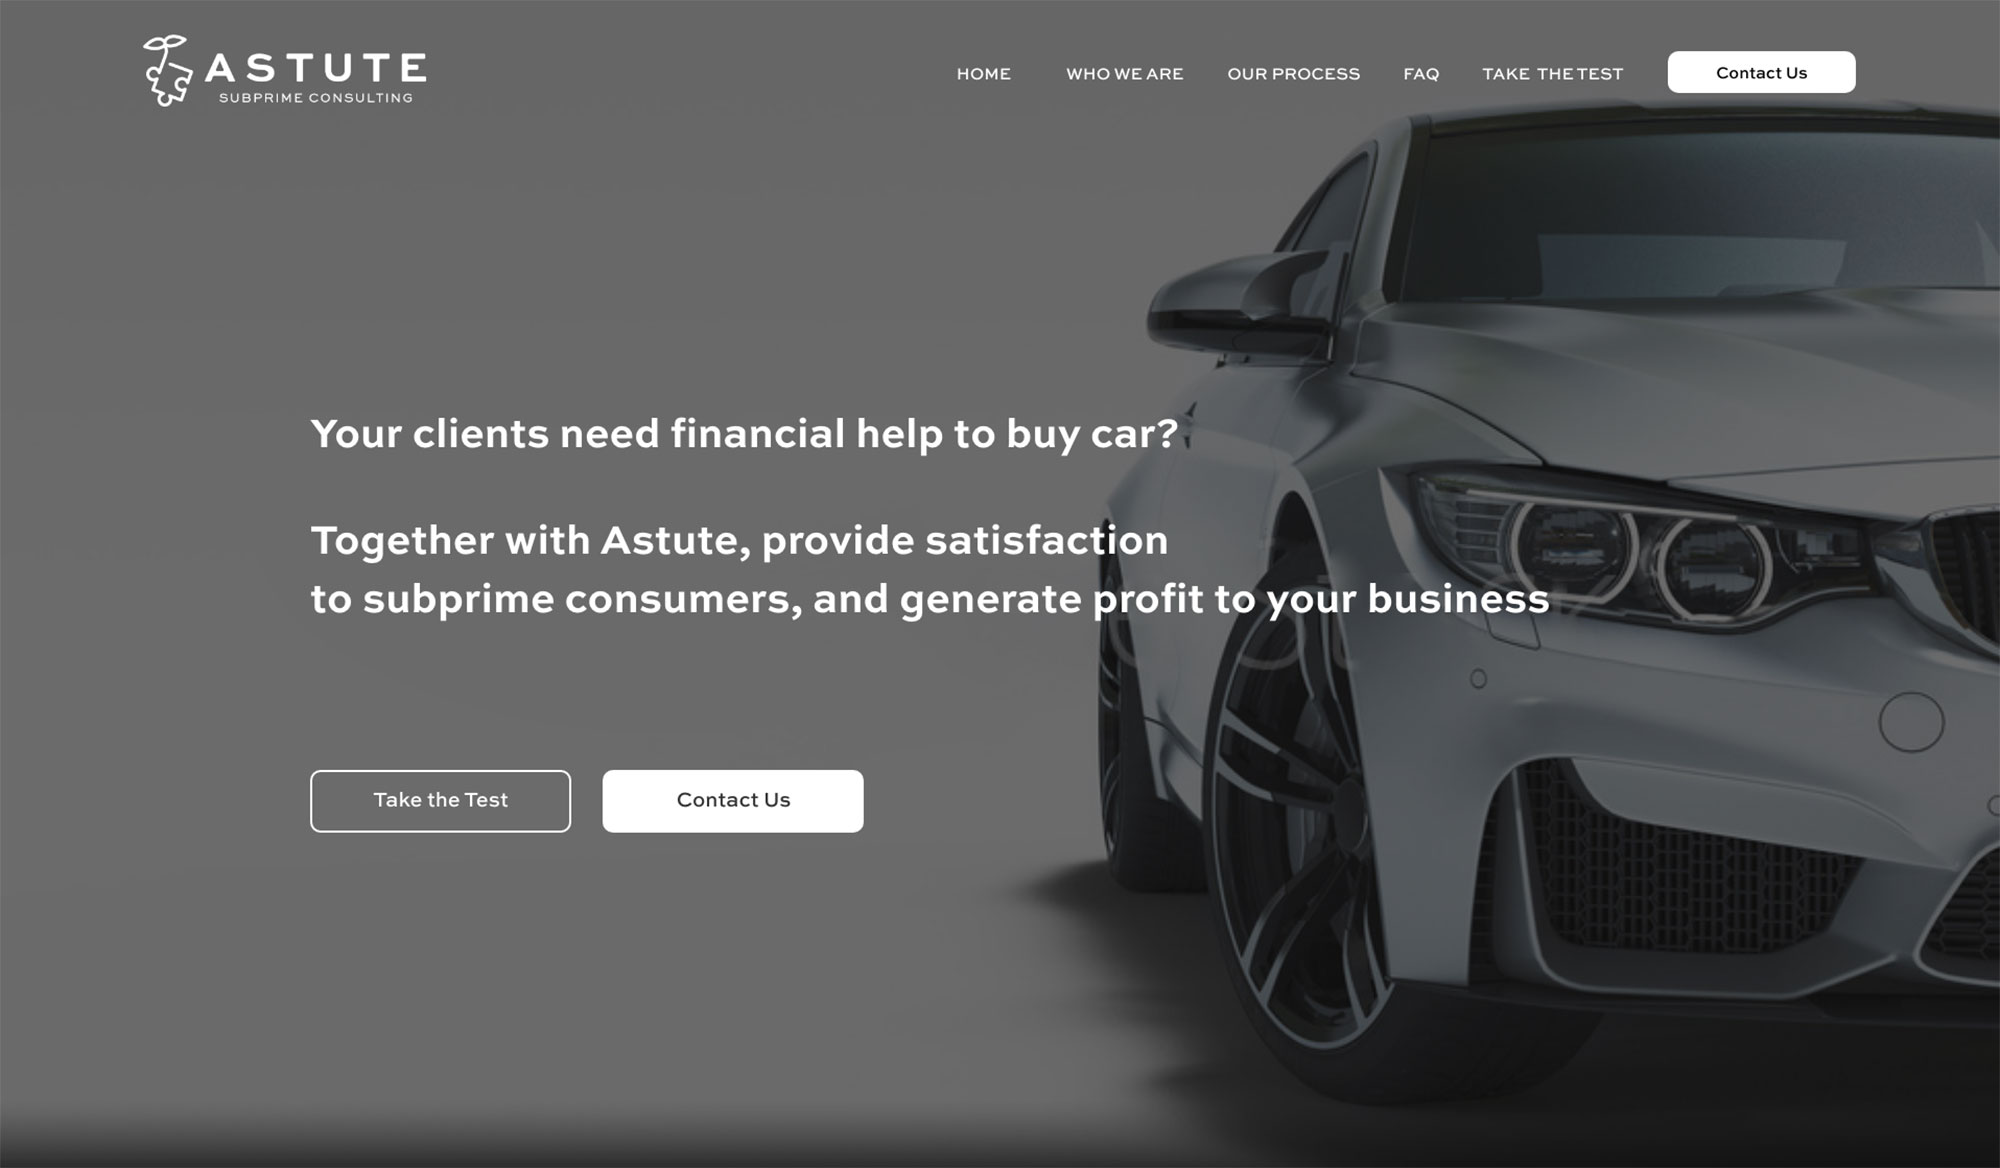 ASTUTE
SUBPRIME CONSULTING
HOME WHO WE ARE OUR PROCESS FAQ TAKE THE TEST Contact Us
Your clients need financial help to buy car?
Together with Astute, provide satisfaction
to subprime consumers, and generate profit to your business
Take the Test Contact Us